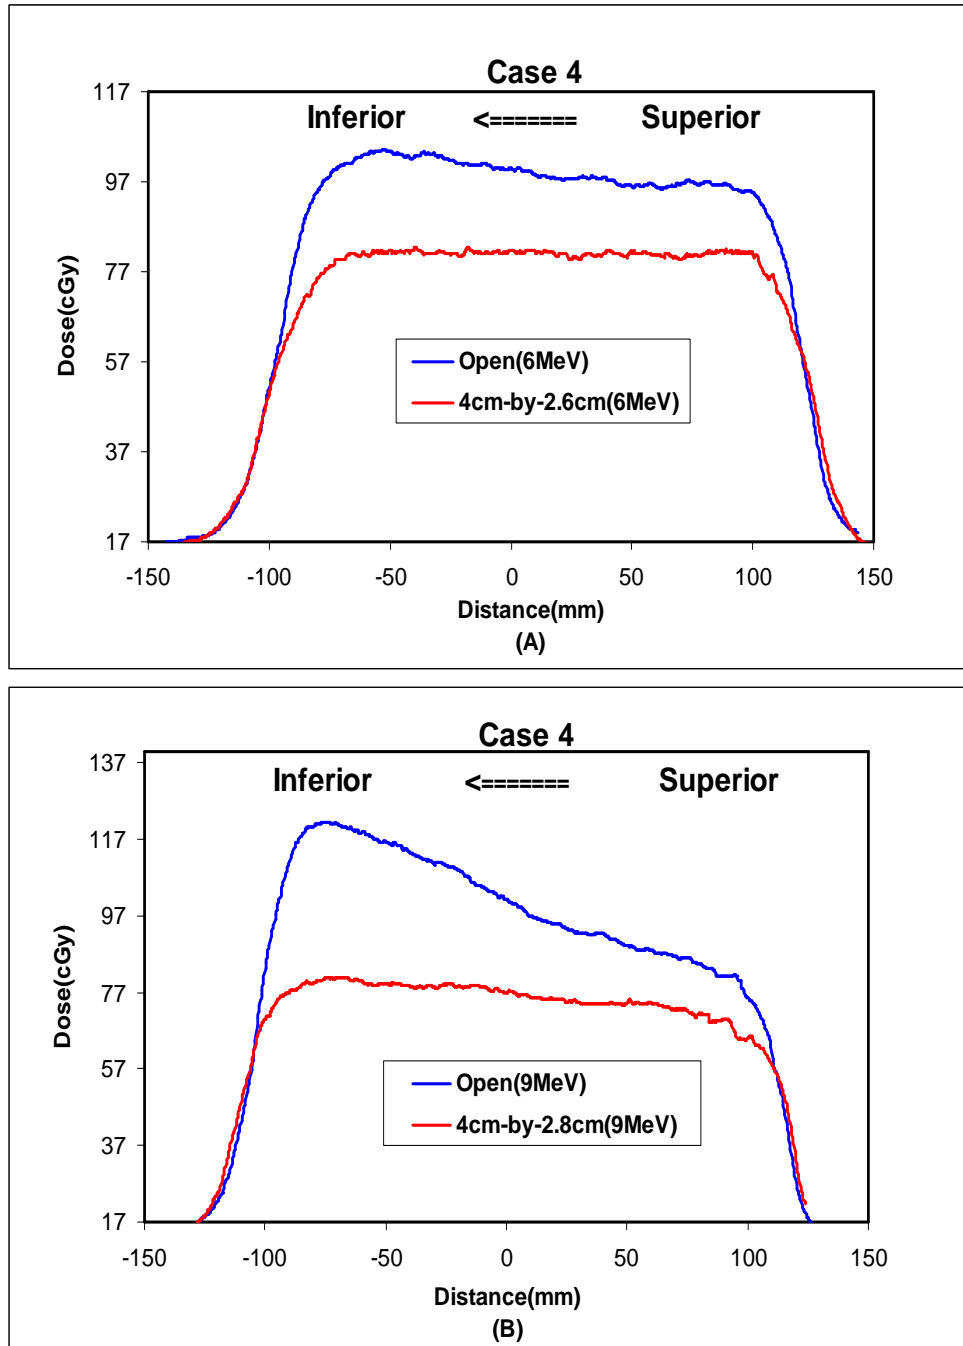 Case 4
117
Inferior <======= Superior
97
77
Dose(cGy)
57
Open(6MeV)
4cm-by-2.6cm(6MeV)
37
17
-150 -100 -50 0 50 100 150
Distance(mm)
(A)
Case 4
137
Inferior <======= Superior
117
97
77
Dose(cGy)
57
Open(9MeV)
4cm-by-2.8cm(9MeV)
37
17
-150 -100 -50 0 50 100 150
Distance(mm)
(B)